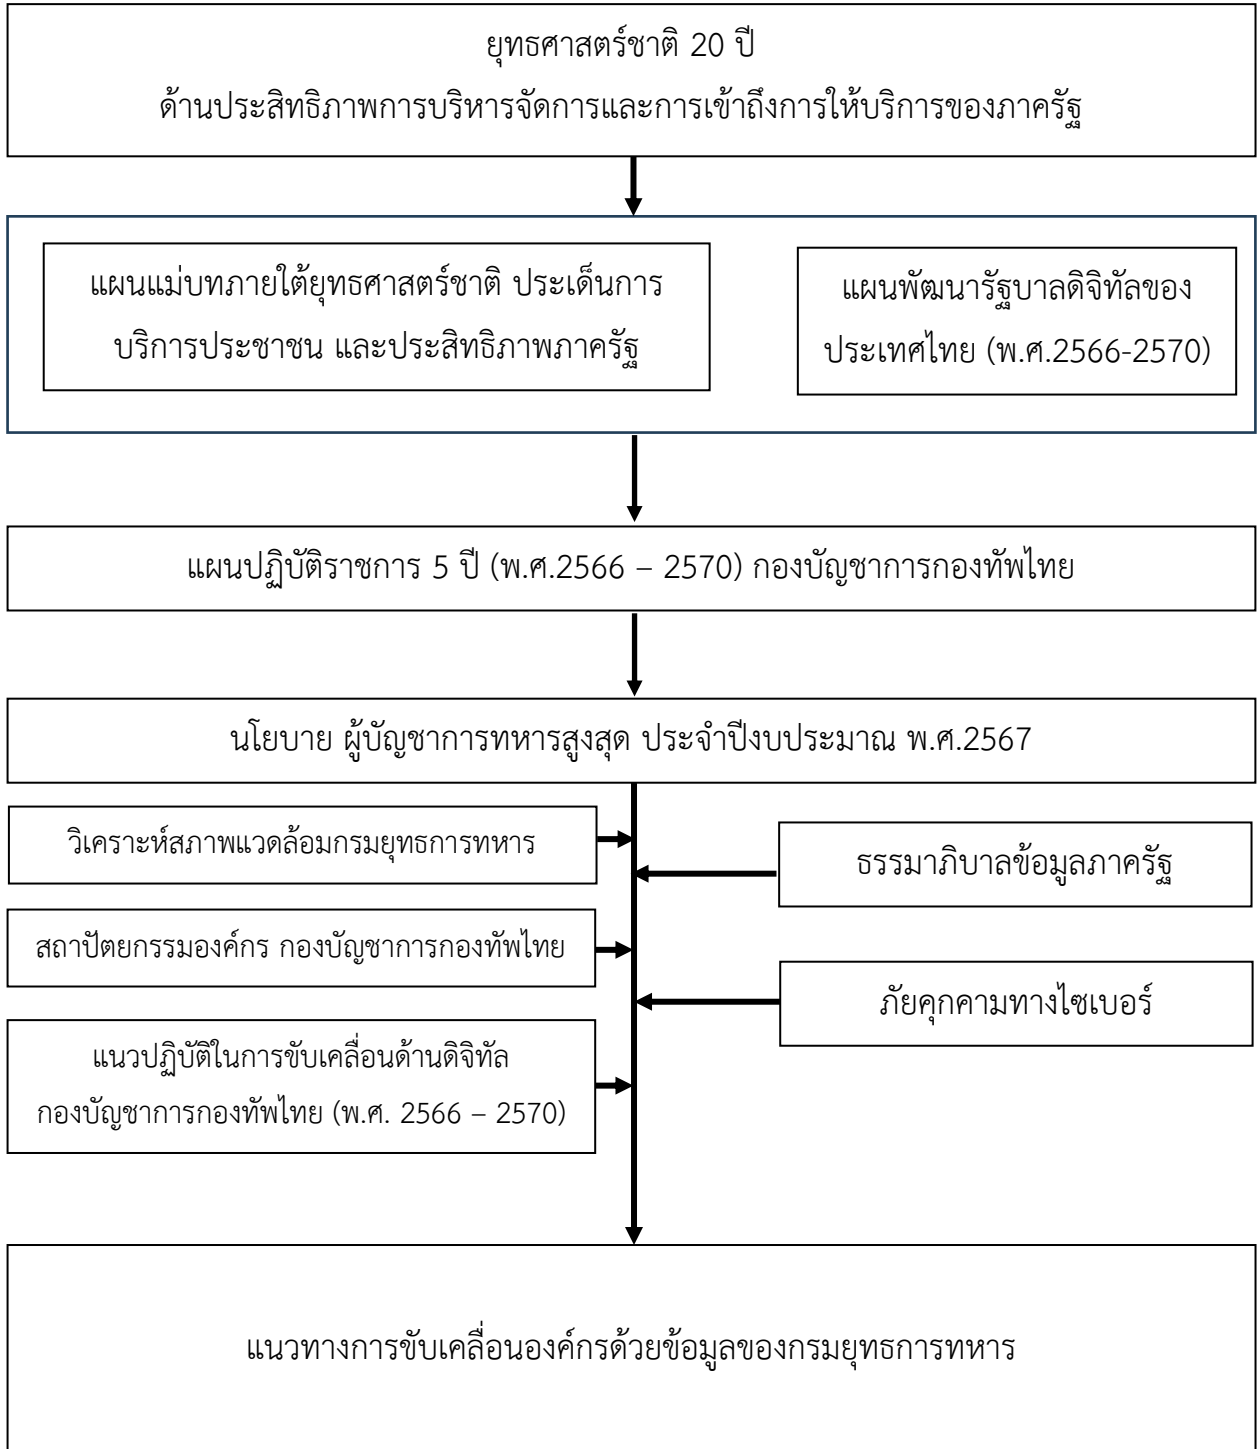 ยุทธศาสตร์ชาติ 20 ปี
ด้านประสิทธิภาพการบริหารจัดการและการเข้าถึงการให้บริการของภาครัฐ
แผนแม่บทภายใต้ยุทธศาสตร์ชาติ ประเด็นการ
บริการประชาชน และประสิทธิภาพภาครัฐ
แผนพัฒนารัฐบาลดิจิทัลของ
ประเทศไทย (พ.ศ.2566-2570)
แผนปฏิบัติราชการ 5 ปี (พ.ศ.2566 – 2570) กองบัญชาการกองทัพไทย
นโยบาย ผู้บัญชาการทหารสูงสุด ประจำปีงบประมาณ พ.ศ.2567
วิเคราะห์สภาพแวดล้อมกรมยุทธการทหาร
ธรรมาภิบาลข้อมูลภาครัฐ
สถาปัตยกรรมองค์กร กองบัญชาการกองทัพไทย
ภัยคุกคามทางไซเบอร์
แนวปฏิบัติในการขับเคลื่อนด้านดิจิทัล
กองบัญชาการกองทัพไทย (พ.ศ. 2566 – 2570)
แนวทางการขับเคลื่อนองค์กรด้วยข้อมูลของกรมยุทธการทหาร